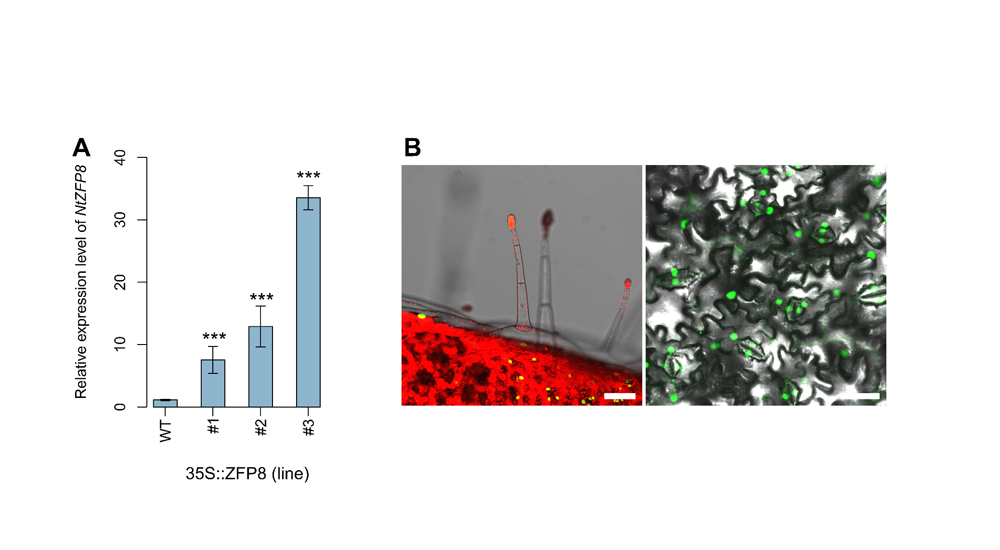 A
Relative expression level of NtZFP8
40
30
20
10
0
***
***
***
WT
#1
#2
#3
35S::ZFP8 (line)
B